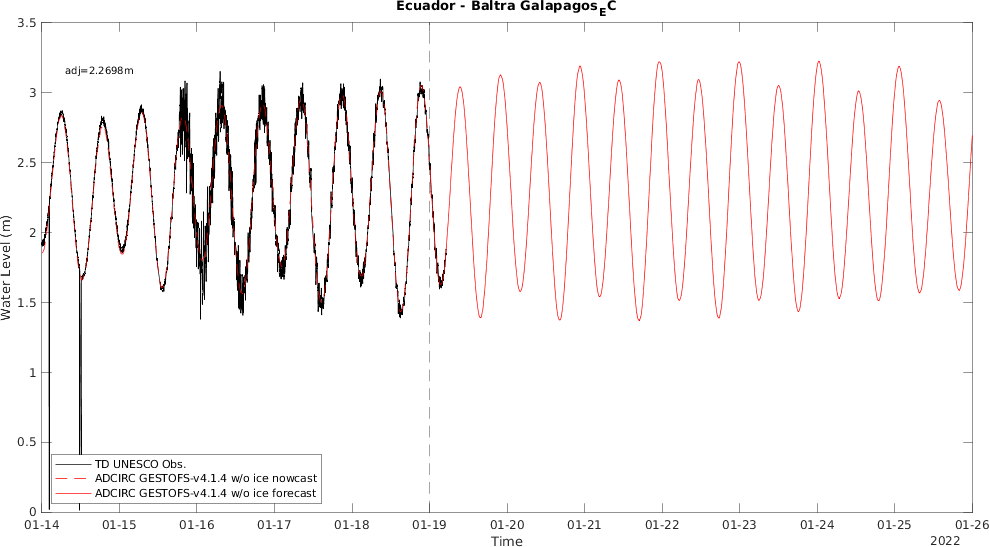 Ecuador - Baltra GalapagosEC
adj=2.2698m
3.5
3
2.5
2
1.5
1
0.5
0
Water Level (m)
TD UNESCO Obs.
ADCIRC GESTOFS-v4.1.4 w/o ice nowcast
ADCIRC GESTOFS-v4.1.4 w/o ice forecast
01-14 01-15 01-16 01-17 01-18 01-19 01-20 01-21 01-22 01-23 01-24 01-25 01-26
Time
2022